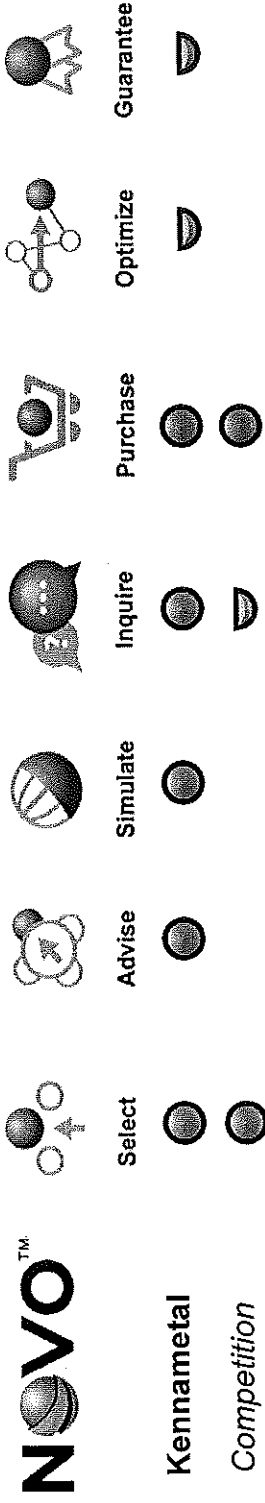 NOVO™
Select Advise Simulate Inquire Purchase Optimize Guarantee
Kennametal
Competition